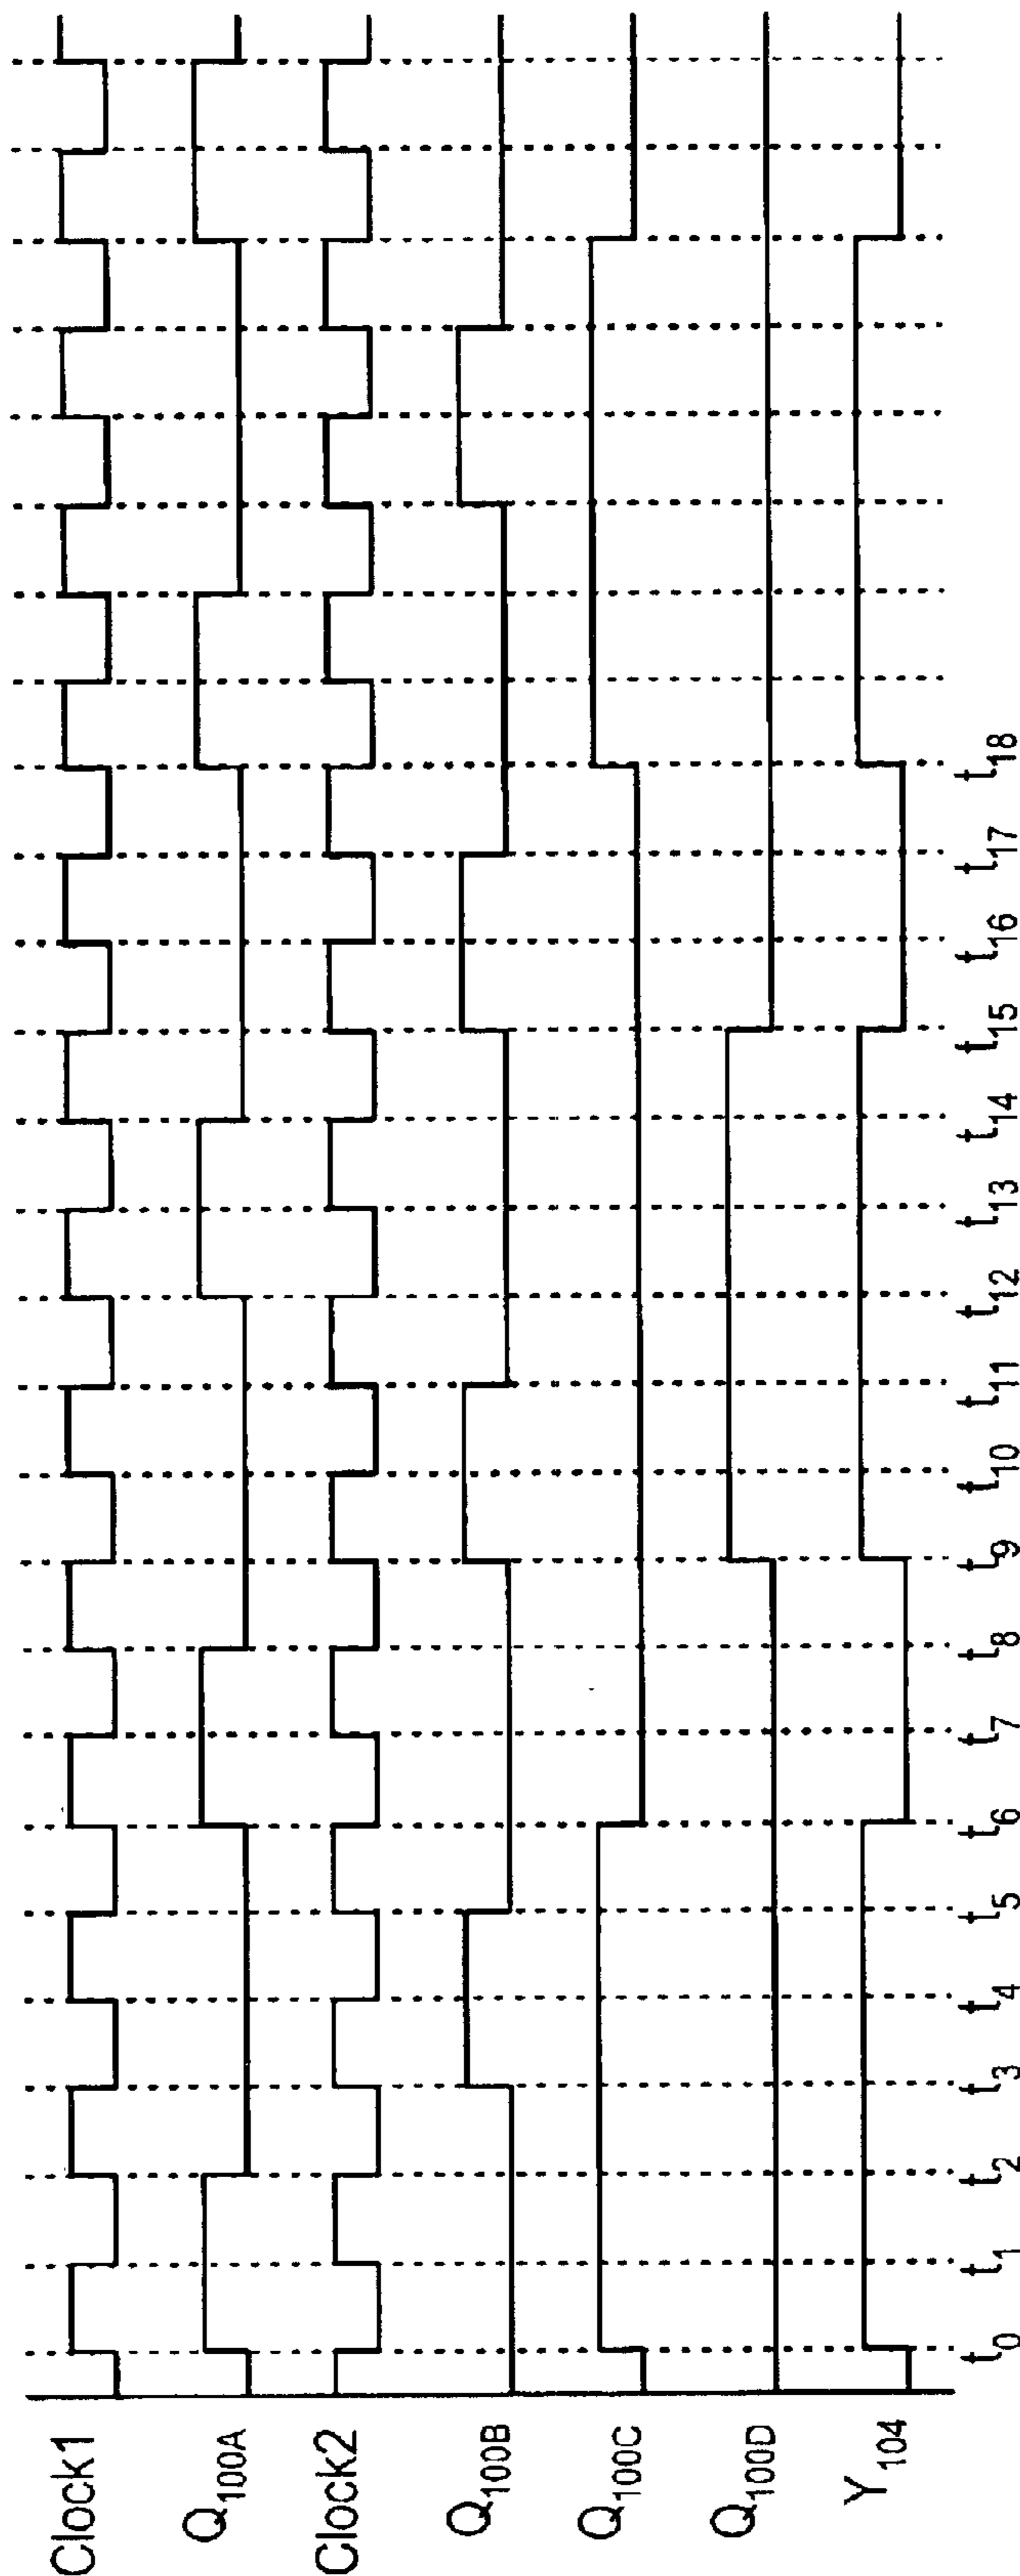 Clock1
Q100A
Clock2
Q100B
Q100C
Q100D
Y104
t0 t1 t2 t3 t4 t5 t6 t7 t8 t9 t10 t11 t12 t13 t14 t15 t16 t17 t18